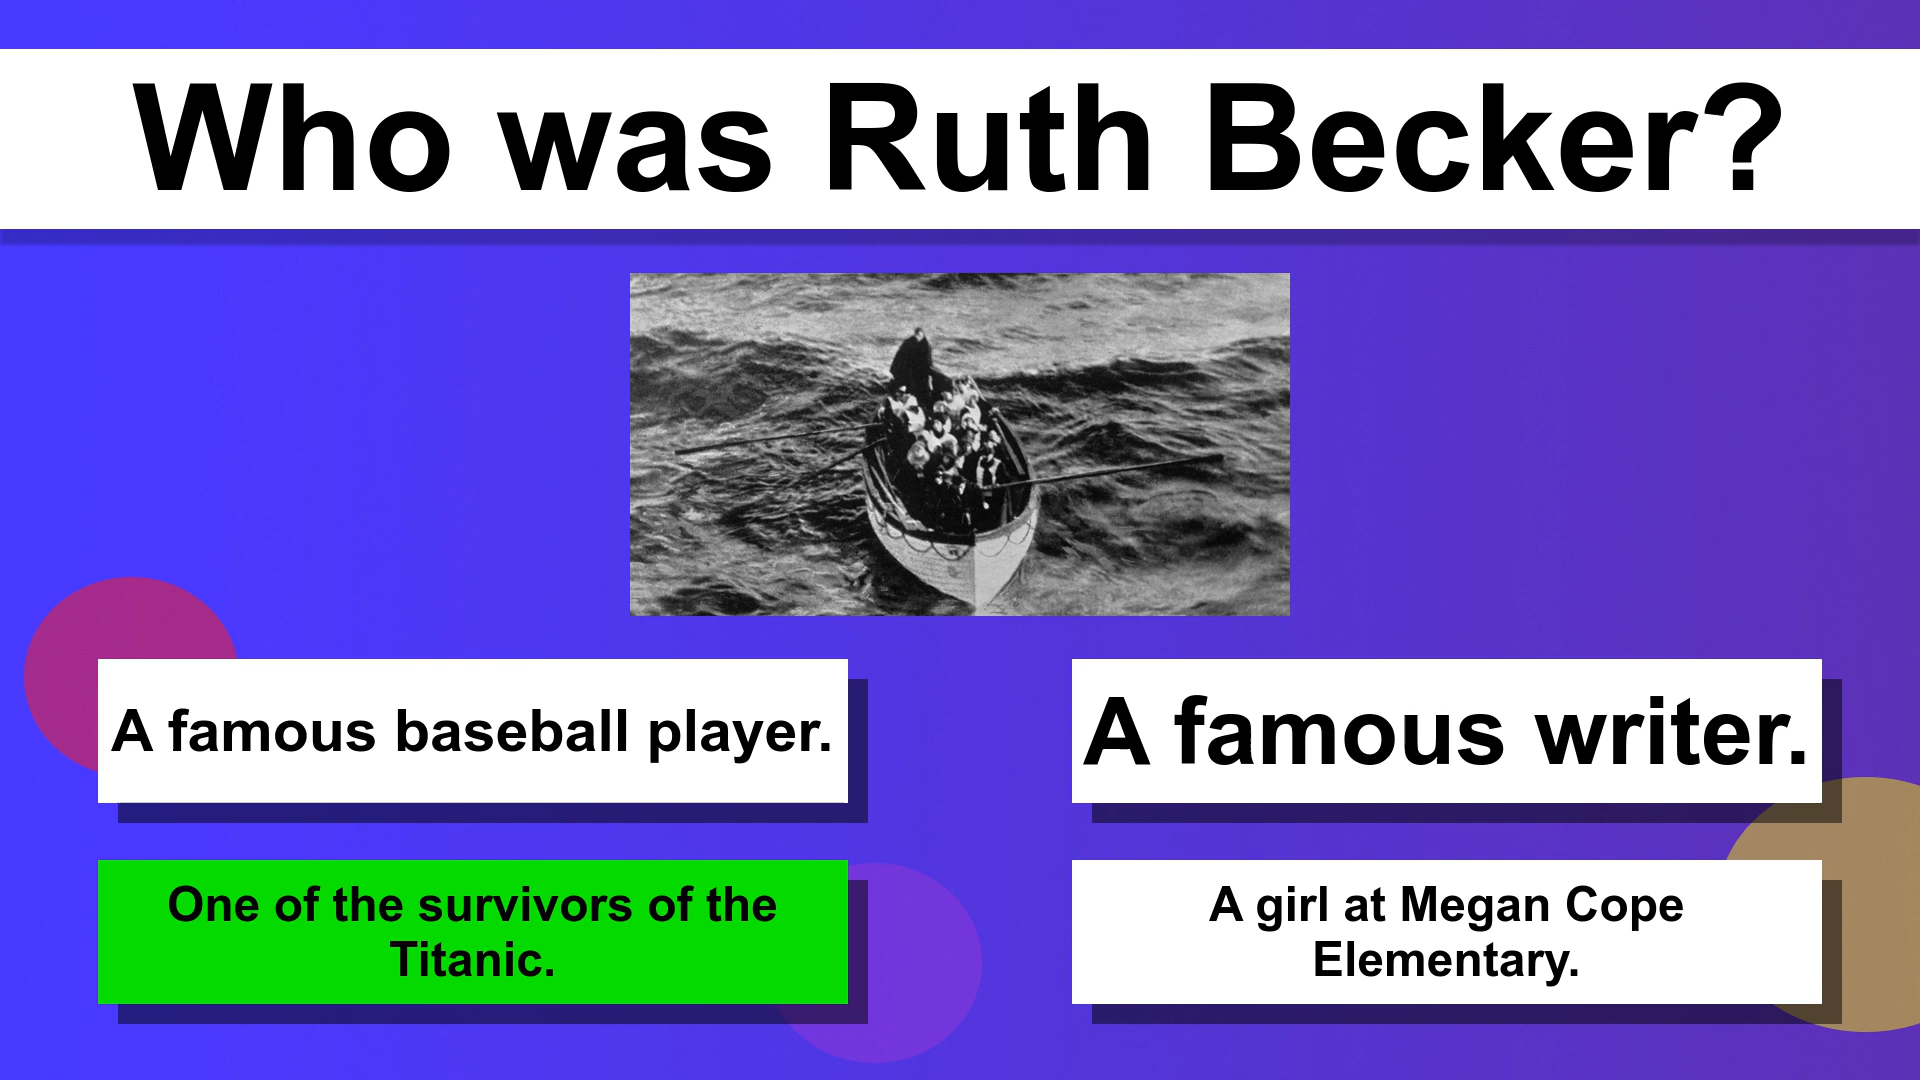 Who was Ruth Becker?
A famous baseball player.
A famous writer.
One of the survivors of the
Titanic.
A girl at Megan Cope
Elementary.